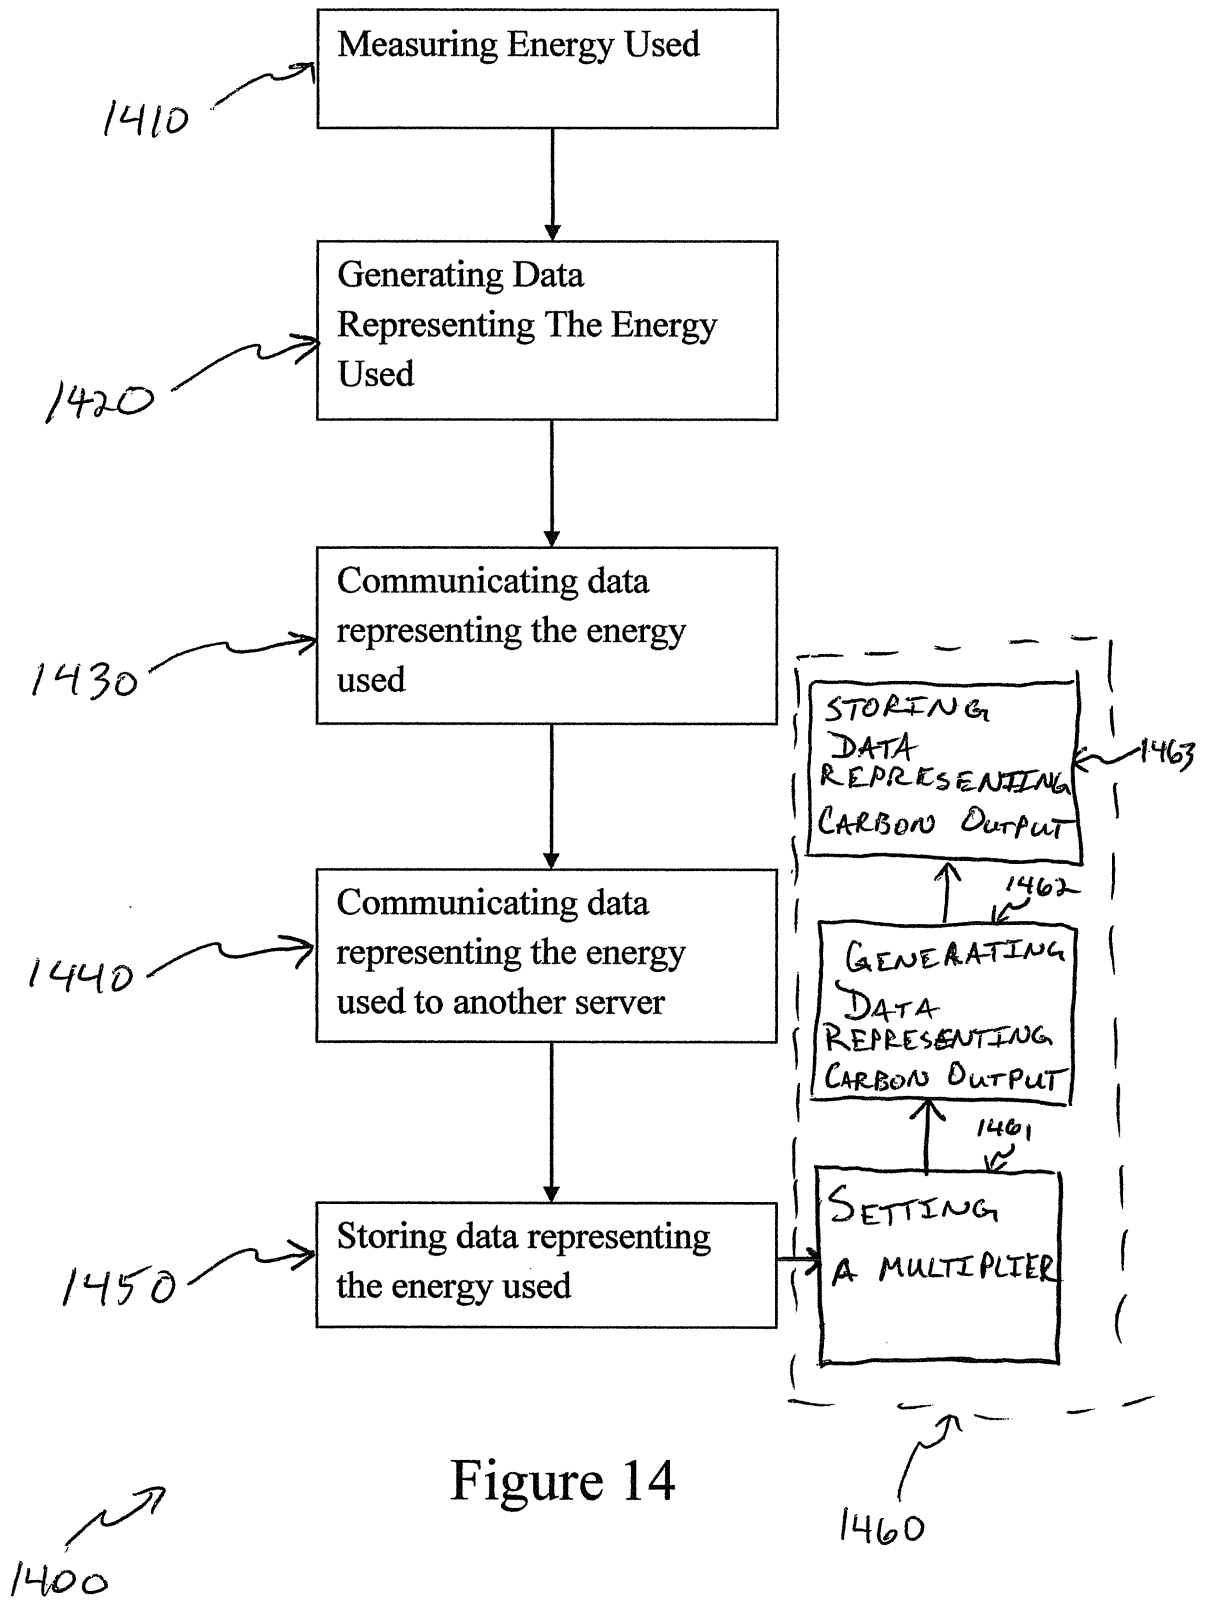 Measuring Energy Used
1410
Generating Data
Representing The Energy
Used
1420
Communicating data
representing the energy
used
1430
Communicating data
representing the energy
used to another server
1440
Storing data representing
the energy used
1450
STORING
DATA
REPRESENTING
CARBON OUTPUT
1463
1462
GENERATING
DATA
REPRESENTING
CARBON OUTPUT
1461
SETTING
A MULTIPLIER
1460
Figure 14
1400